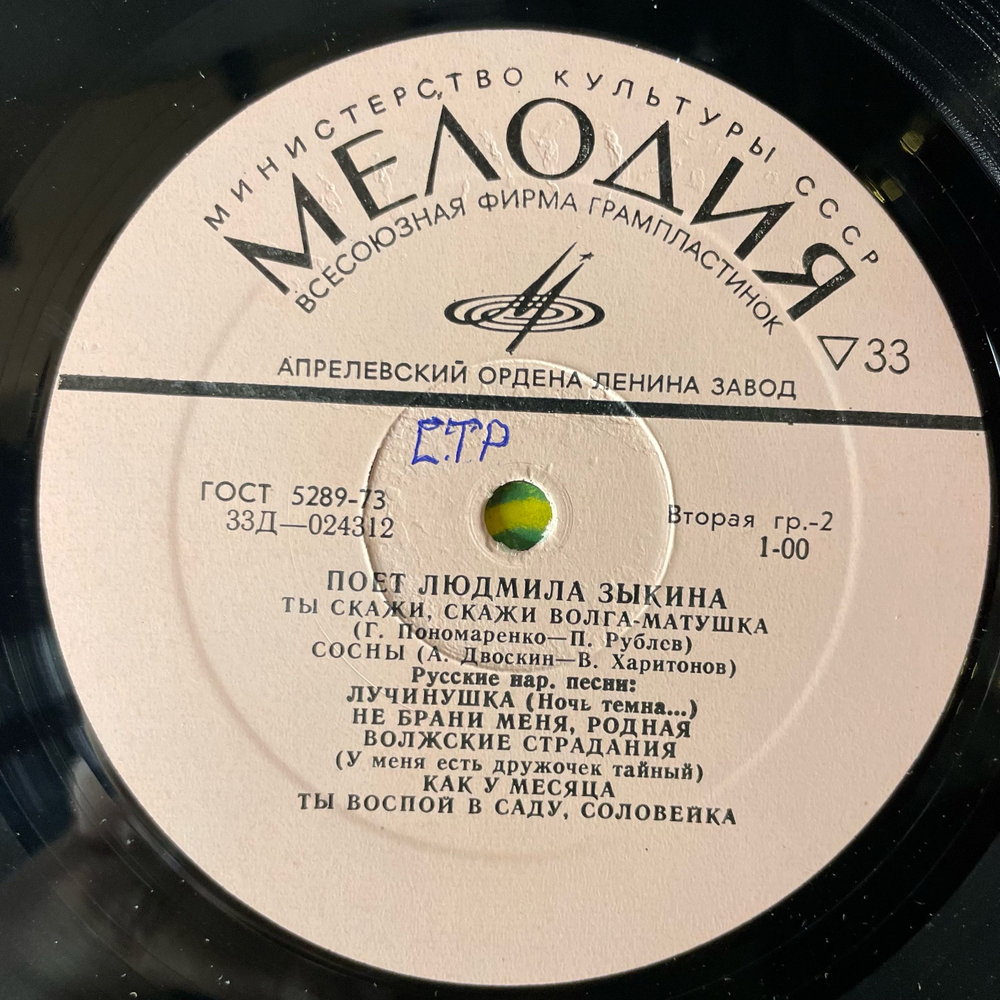 МИНИСТЕРСТВО КУЛЬТУРЫ СССР
МЕЛОДИЯ
ВСЕСОЮЗНАЯ ФИРМА ГРАМПЛАСТИНОК
▽33
АПРЕЛЕВСКИЙ ОРДЕНА ЛЕНИНА ЗАВОД
СТР
ГОСТ 5289-73
33Д—024312
Вторая гр.-2
1-00
ПОЕТ ЛЮДМИЛА ЗЫКИНА
ТЫ СКАЖИ, СКАЖИ ВОЛГА-МАТУШКА
(Г. Пономаренко—П. Рублев)
СОСНЫ (А. Двоскин—В. Харитонов)
Русские нар. песни:
ЛУЧИНУШКА (Ночь темна...)
НЕ БРАНИ МЕНЯ, РОДНАЯ
ВОЛЖСКИЕ СТРАДАНИЯ
(У меня есть дружочек тайный)
КАК У МЕСЯЦА
ТЫ ВОСПОЙ В САДУ, СОЛОВЕЙКА